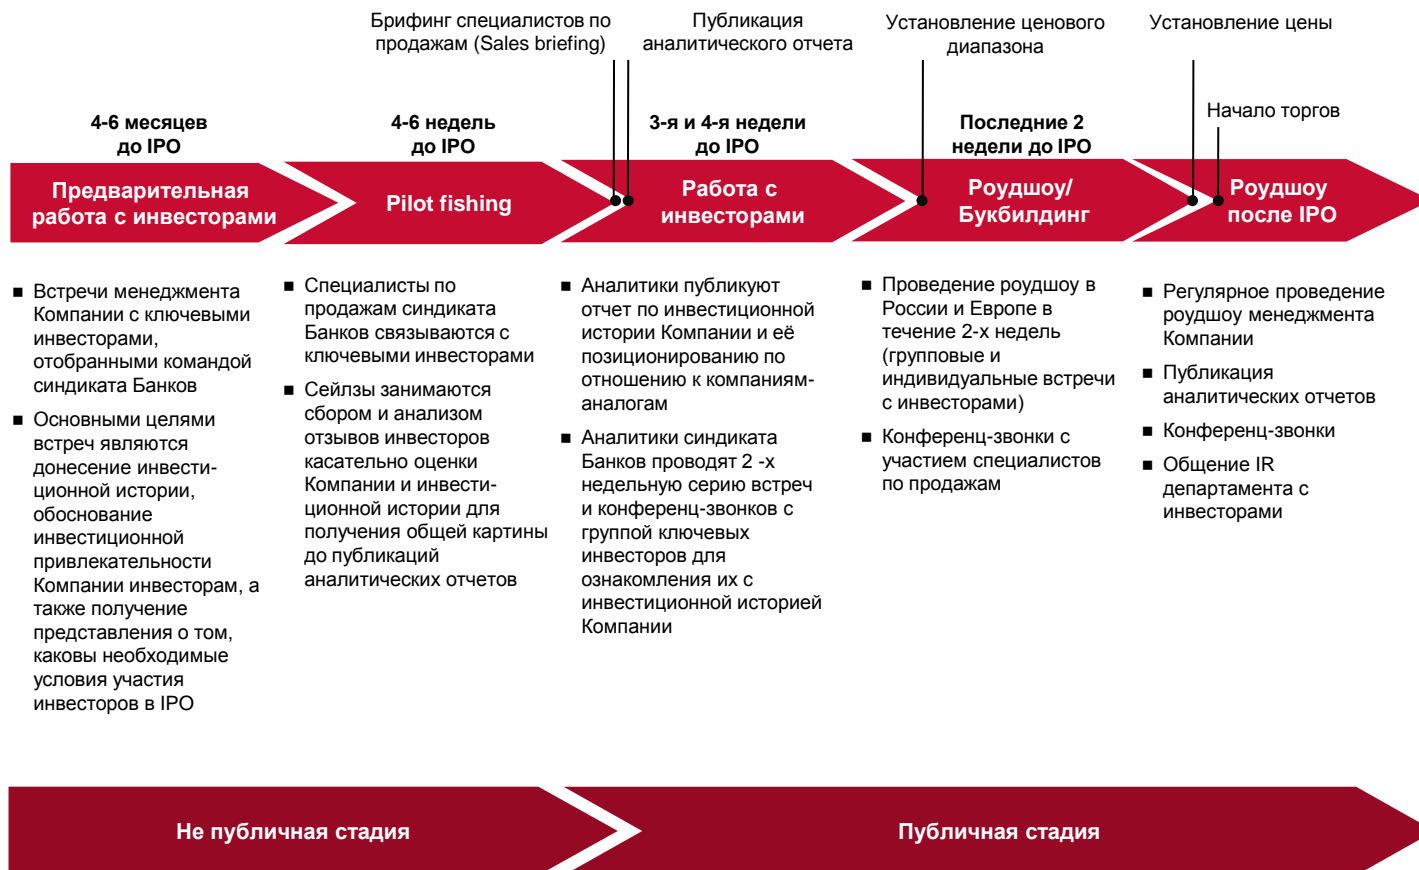 Брифинг специалистов по
продажам (Sales briefing)
Публикация
аналитического отчета
Установление ценового
диапазона
Установление цены
Начало торгов
4-6 месяцев
до IPO
4-6 недель
до IPO
3-я и 4-я недели
до IPO
Последние 2
недели до IPO
Предварительная
работа с инвесторами
Pilot fishing
Работа с
инвесторами
Роудшоу/
Букбилдинг
Роудшоу
после IPO
Встречи менеджмента
Компании с ключевыми
инвесторами,
отобранными командой
синдиката Банков
Основными целями
встреч являются
донесение инвести-
ционной истории,
обоснование
инвестиционной
привлекательности
Компании инвесторам, а
также получение
представления о том,
каковы необходимые
условия участия
инвесторов в IPO
Специалисты по
продажам синдиката
Банков связываются с
ключевыми инвесторами
Сейлзы занимаются
сбором и анализом
отзывов инвесторов
касательно оценки
Компании и инвести-
ционной истории для
получения общей картины
до публикаций
аналитических отчетов
Аналитики публикуют
отчет по инвестиционной
истории Компании и её
позиционированию по
отношению к компаниям-
аналогам
Аналитики синдиката
Банков проводят 2 -х
недельную серию встреч
и конференц-звонков с
группой ключевых
инвесторов для
ознакомления их с
инвестиционной историей
Компании
Проведение роудшоу в
России и Европе в
течение 2-х недель
(групповые и
индивидуальные встречи
с инвесторами)
Конференц-звонки с
участием специалистов
по продажам
Регулярное проведение
роудшоу менеджмента
Компании
Публикация
аналитических отчетов
Конференц-звонки
Общение IR
департамента с
инвесторами
Не публичная стадия
Публичная стадия